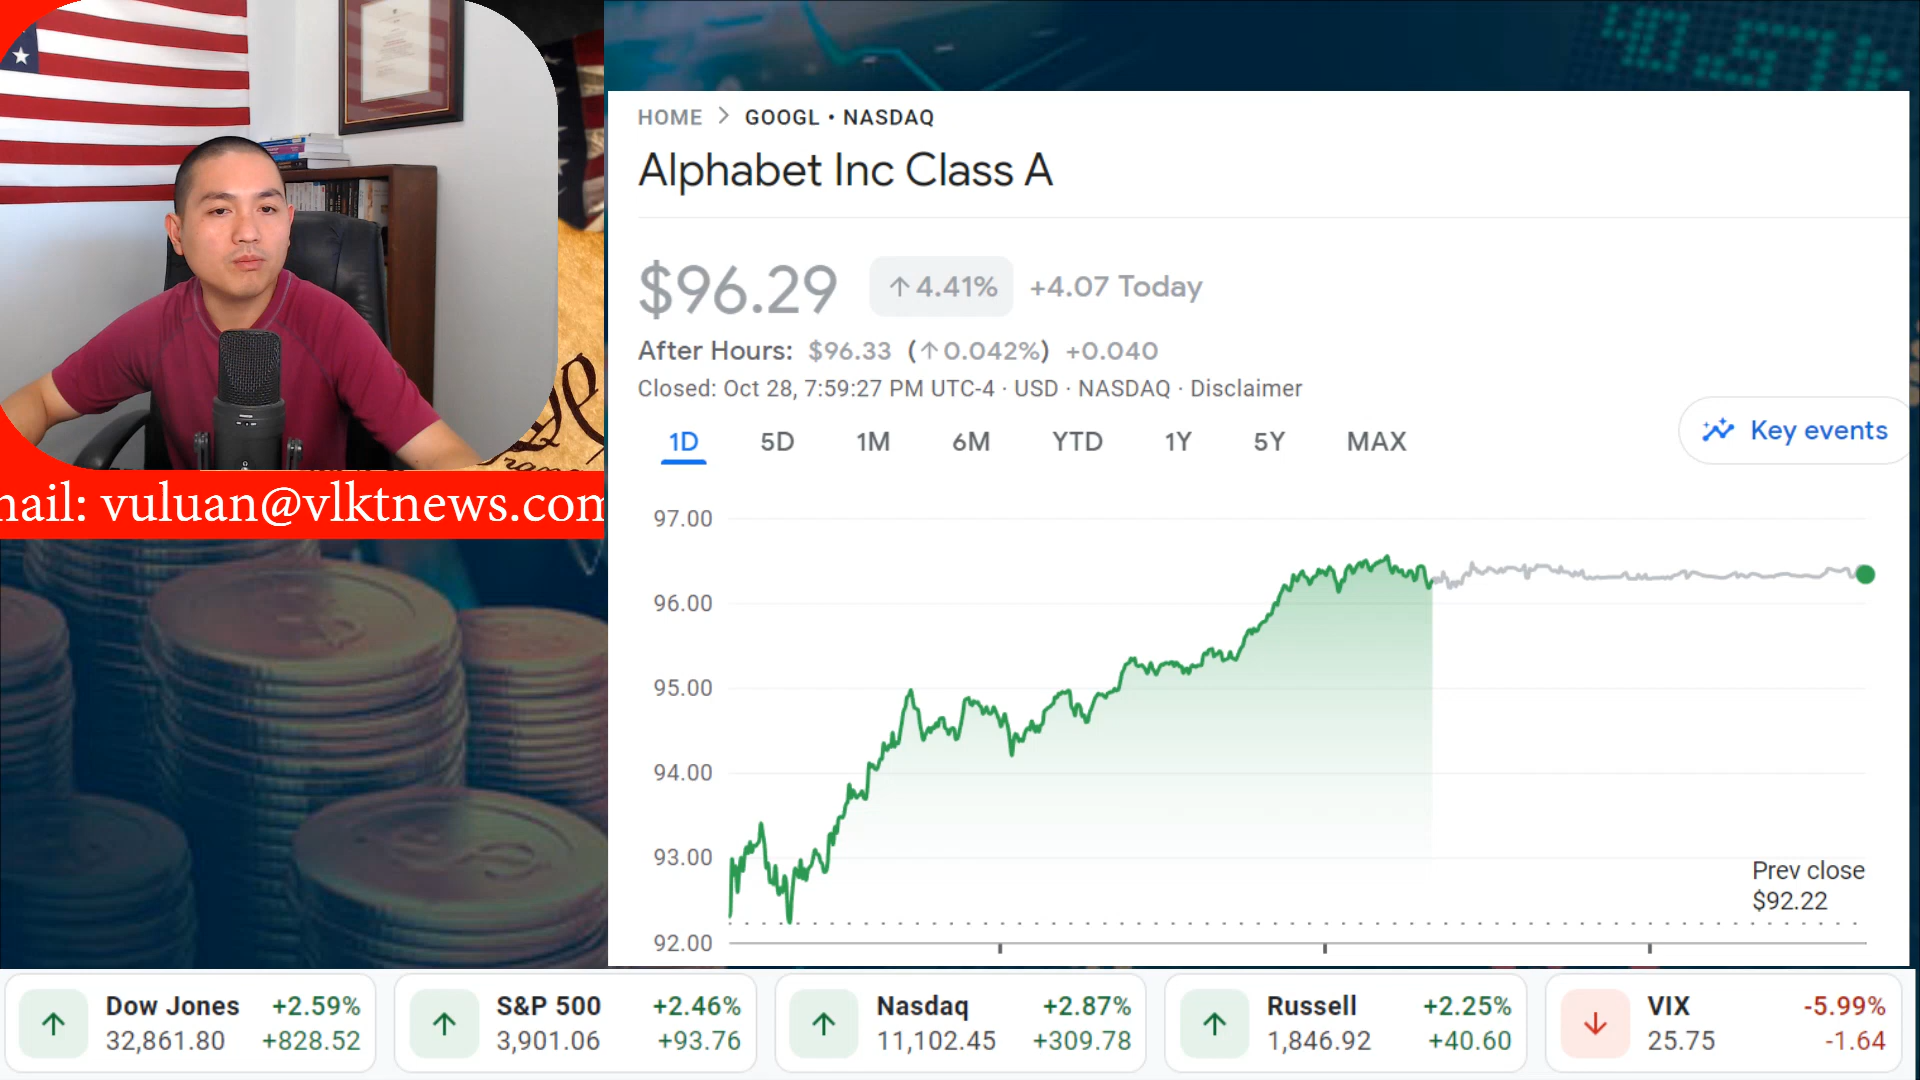 40.57k
HOME > GOOGL • NASDAQ
Alphabet Inc Class A
$96.29 ↑ 4.41% +4.07 Today
After Hours: $96.33 (↑ 0.042%) +0.040
Closed: Oct 28, 7:59:27 PM UTC-4 · USD · NASDAQ · Disclaimer
1D 5D 1M 6M YTD 1Y 5Y MAX
Key events
97.00
96.00
95.00
94.00
93.00
92.00
Prev close
$92.22
nail: vuluan@vlktnews.com
Dow Jones +2.59%
32,861.80 +828.52
S&P 500 +2.46%
3,901.06 +93.76
Nasdaq +2.87%
11,102.45 +309.78
Russell +2.25%
1,846.92 +40.60
VIX -5.99%
25.75 -1.64